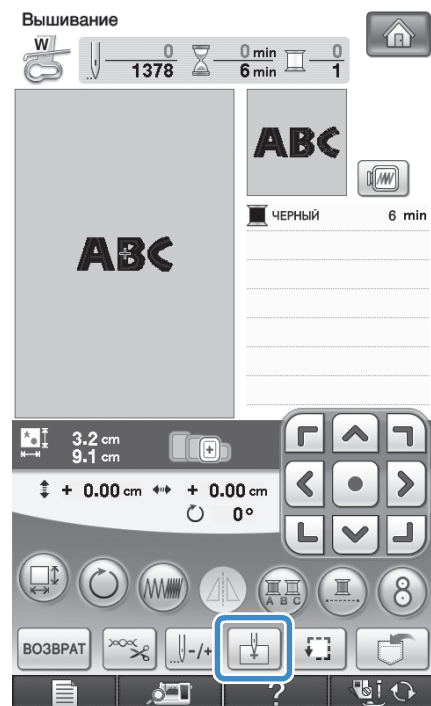 Вышивание
W
0
1378
0 min
6 min
0
1
ABC
ABC
ЧЕРНЫЙ 6 min
3.2 cm
9.1 cm
+ 0.00 cm + 0.00 cm
0°
A B C
8
ВОЗВРАТ
-/+
?